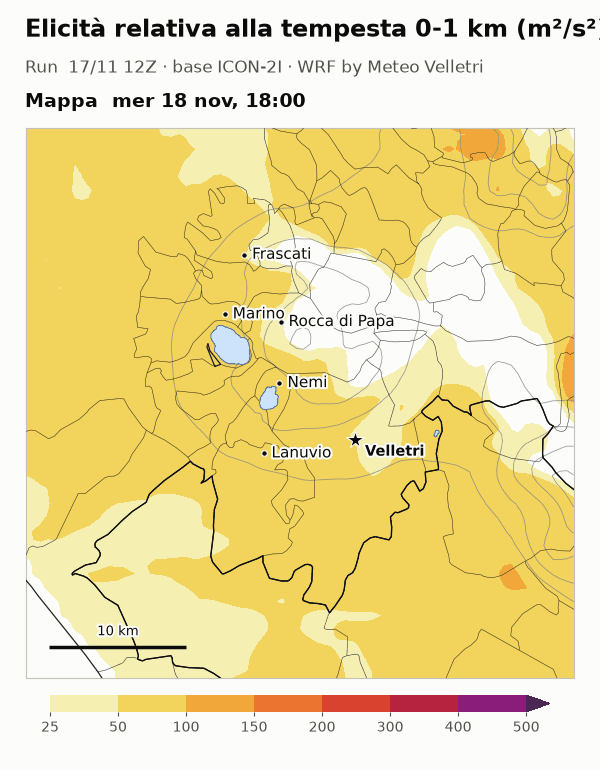 Elicità relativa alla tempesta 0-1 km (m²/s²)
Run 17/11 12Z · base ICON-2I · WRF by Meteo Velletri
Mappa mer 18 nov, 18:00
Frascati
Marino
Rocca di Papa
Nemi
Velletri
Lanuvio
10 km
25 50 100 150 200 300 400 500